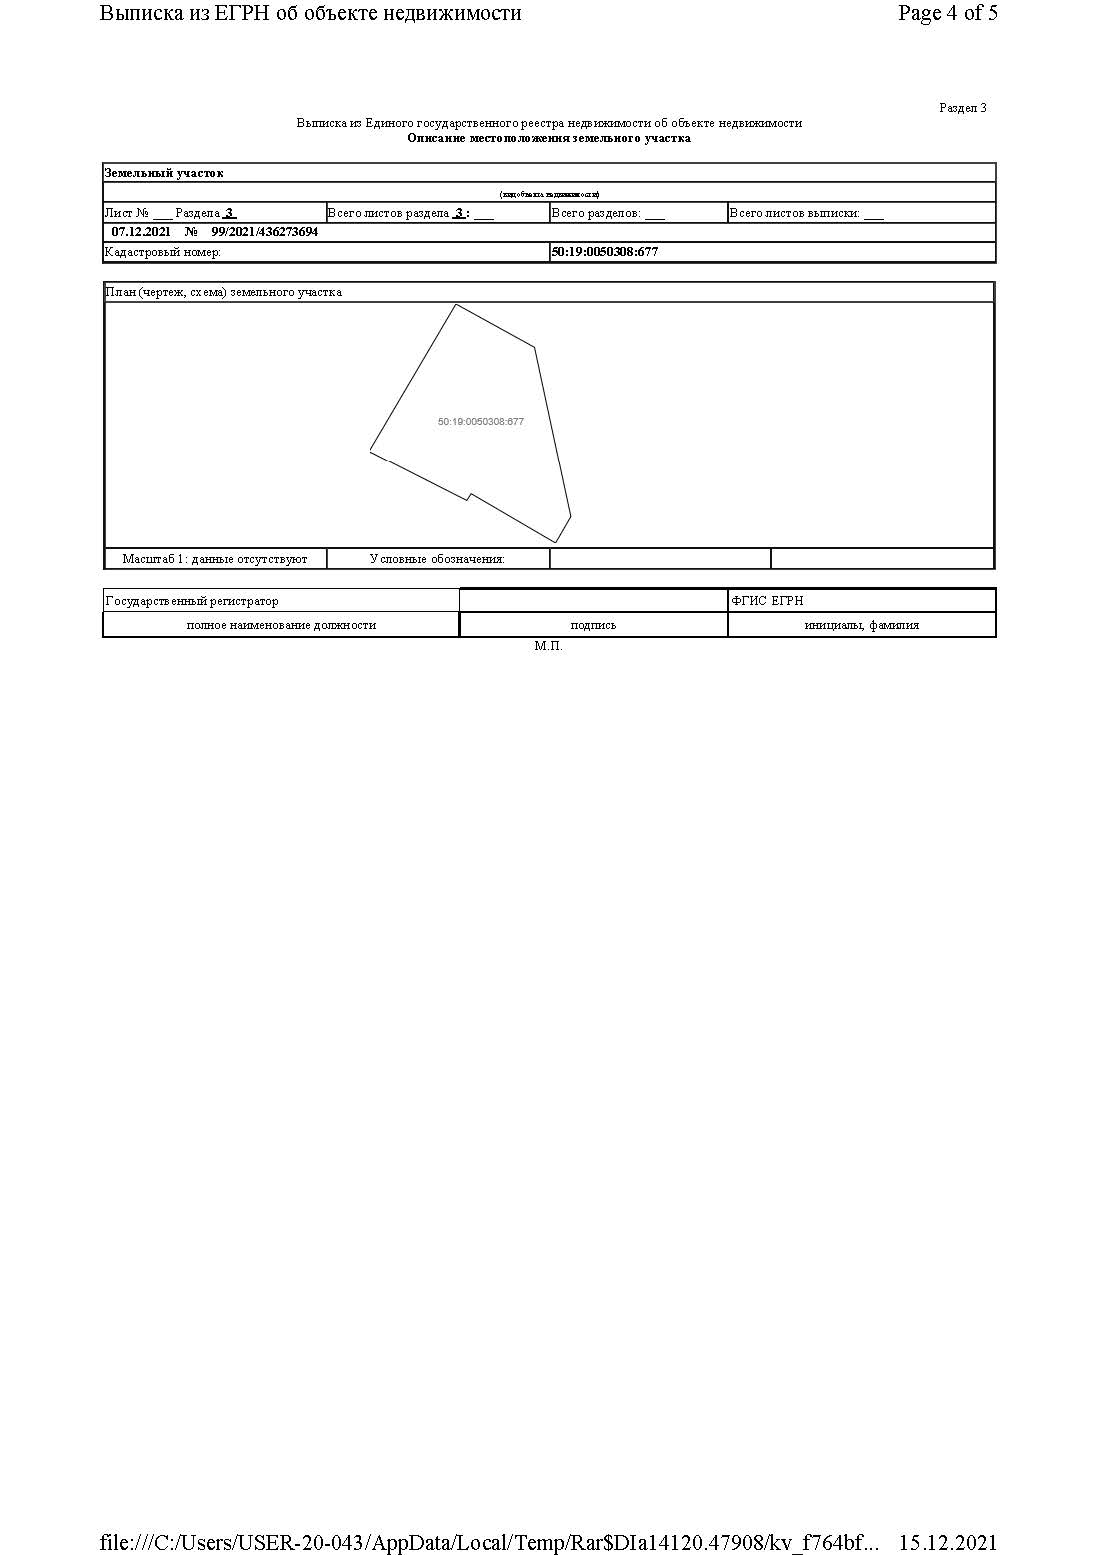 Выписка из ЕГРН об объекте недвижимости Page 4 of 5
Раздел 3
Выписка из Единого государственного реестра недвижимости об объекте недвижимости
Описание местоположения земельного участка
Земельный участок
(вид объекта недвижимости)
Лист № ___ Раздела 3 Всего листов раздела 3 : ___ Всего разделов: ___ Всего листов выписки: ___
07.12.2021 № 99/2021/436273694
Кадастровый номер: 50:19:0050308:677
План (чертеж, схема) земельного участка
50:19:0050308:677
Масштаб 1: данные отсутствуют Условные обозначения:
Государственный регистратор ФГИС ЕГРН
полное наименование должности подпись инициалы, фамилия
М.П.
file:///C:/Users/USER-20-043/AppData/Local/Temp/Rar$DIa14120.47908/kv_f764bf... 15.12.2021